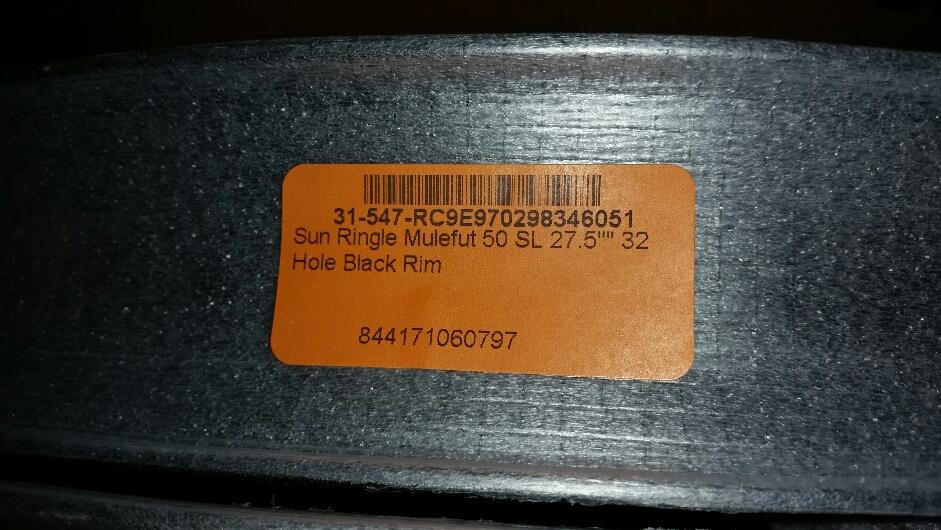 31-547-RC9E970298346051
Sun Ringle Mulefut 50 SL 27.5"" 32
Hole Black Rim
844171060797